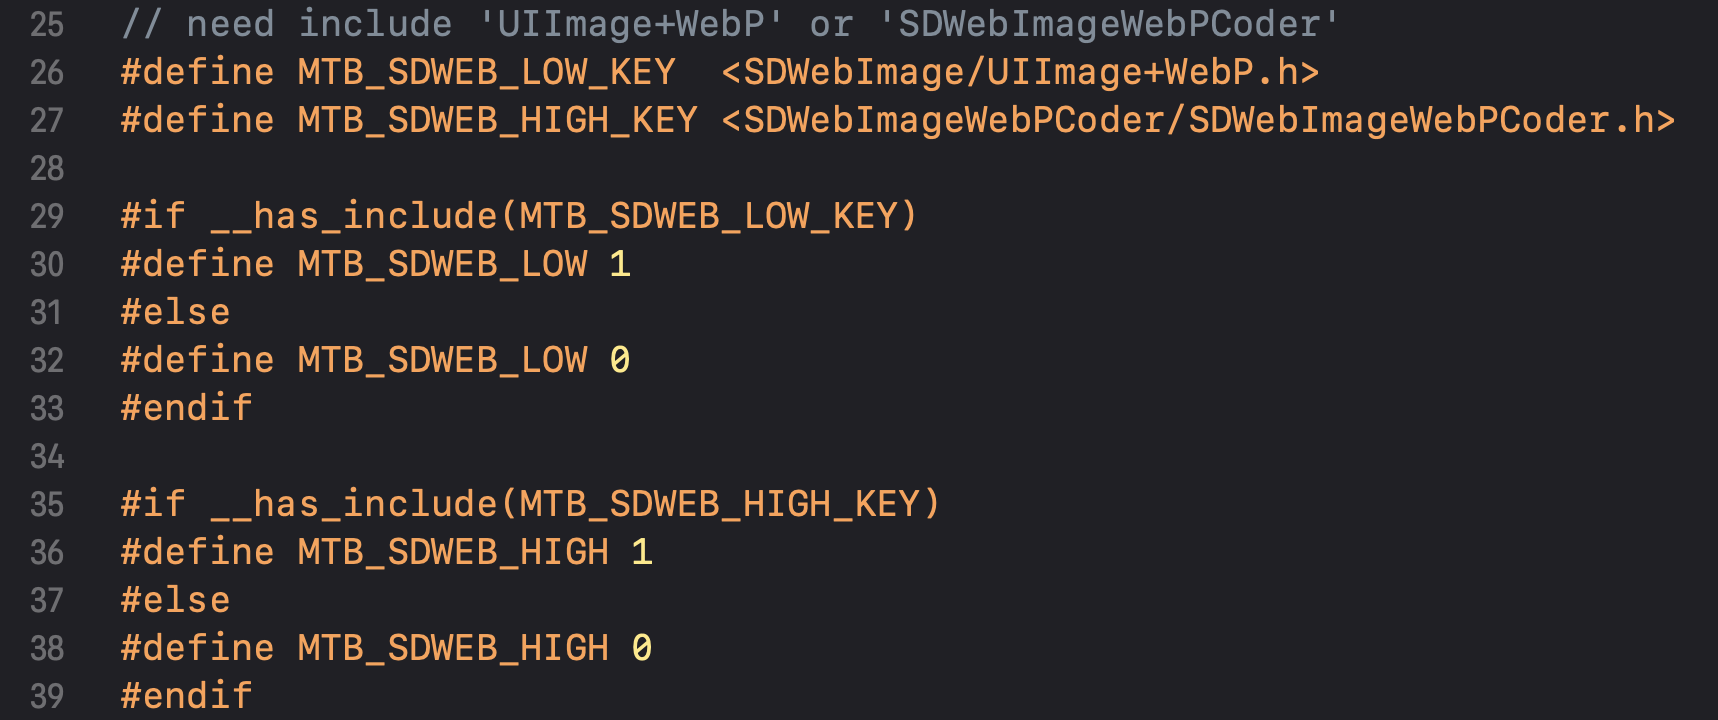 25 // need include 'UIImage+WebP' or 'SDWebImageWebPCoder'
26 #define MTB_SDWEB_LOW_KEY  <SDWebImage/UIImage+WebP.h>
27 #define MTB_SDWEB_HIGH_KEY <SDWebImageWebPCoder/SDWebImageWebPCoder.h>
28
29 #if __has_include(MTB_SDWEB_LOW_KEY)
30 #define MTB_SDWEB_LOW 1
31 #else
32 #define MTB_SDWEB_LOW 0
33 #endif
34
35 #if __has_include(MTB_SDWEB_HIGH_KEY)
36 #define MTB_SDWEB_HIGH 1
37 #else
38 #define MTB_SDWEB_HIGH 0
39 #endif